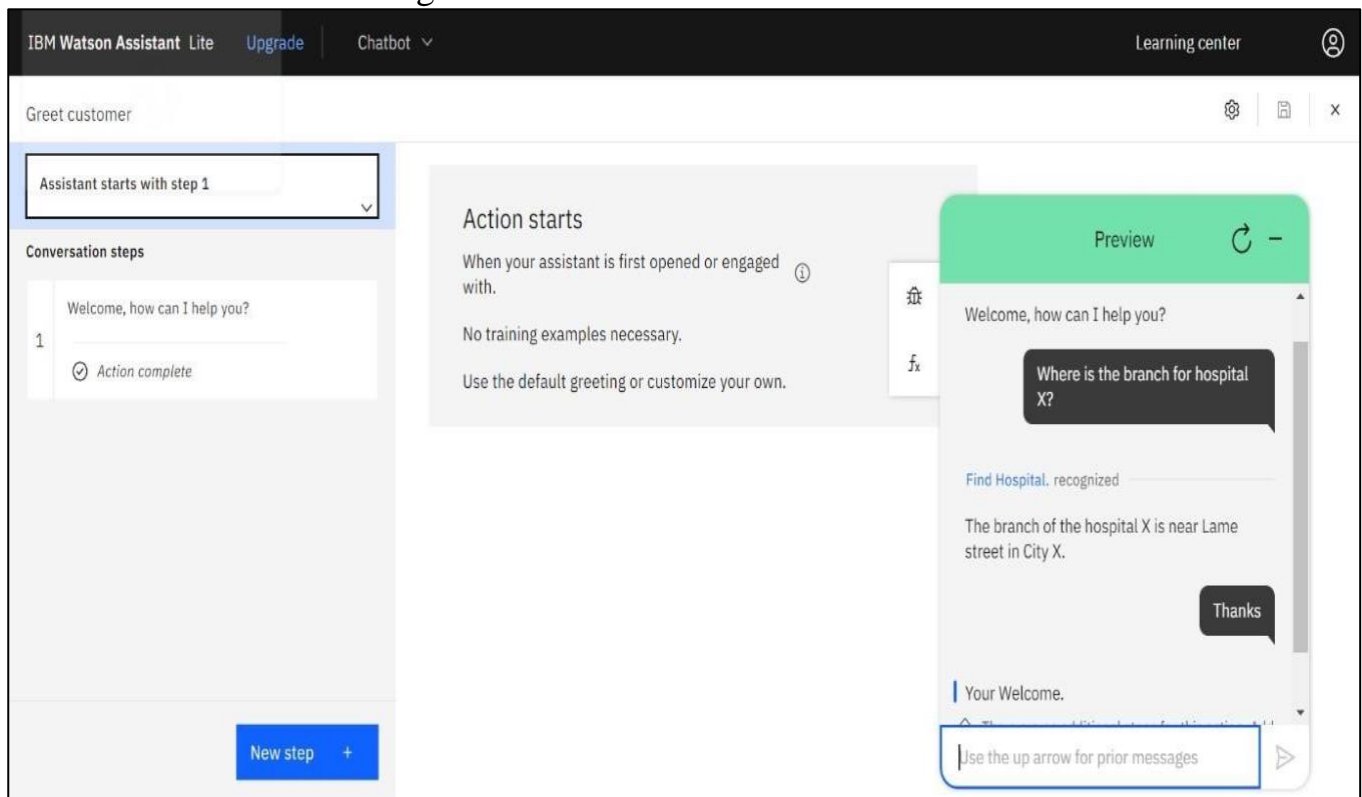 IBM Watson Assistant Lite Upgrade Chatbot Learning center
Greet customer
Assistant starts with step 1
Conversation steps
1
Welcome, how can I help you?
Action complete
New step +
Action starts
When your assistant is first opened or engaged
with.
No training examples necessary.
Use the default greeting or customize your own.
fx
Preview
Welcome, how can I help you?
Where is the branch for hospital
X?
Find Hospital. recognized
The branch of the hospital X is near Lame
street in City X.
Thanks
Your Welcome.
Use the up arrow for prior messages